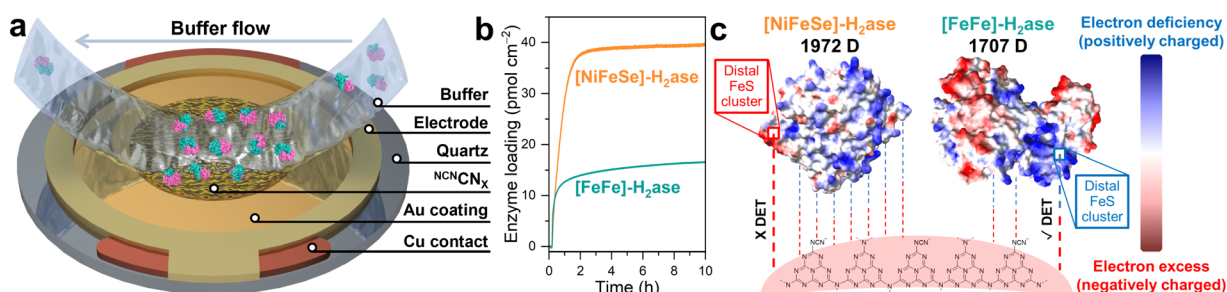 a
Buffer flow
Buffer
Electrode
Quartz
NCNCNX
Au coating
Cu contact
b
Enzyme loading (pmol cm−2)
40
30
20
10
0
[NiFeSe]-H2ase
[FeFe]-H2ase
0 2 4 6 8 10
Time (h)
c
[NiFeSe]-H2ase
1972 D
[FeFe]-H2ase
1707 D
Distal
FeS
cluster
Distal
FeS
cluster
X DET
√ DET
Electron deficiency
(positively charged)
Electron excess
(negatively charged)